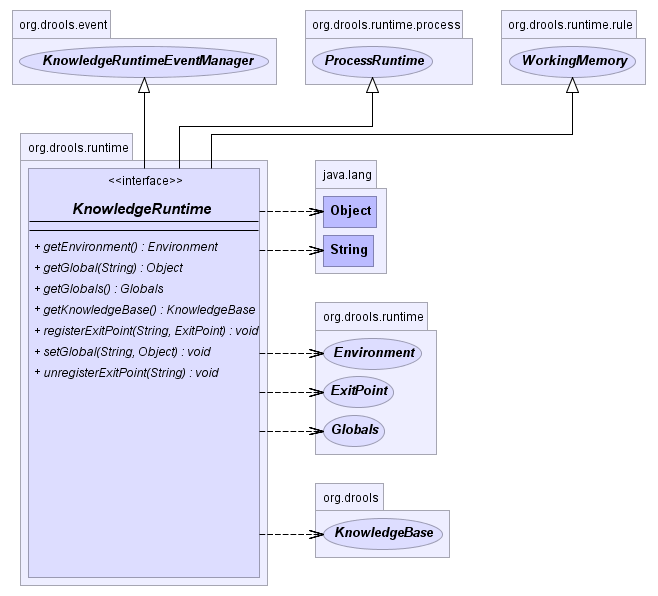 org.drools.event
KnowledgeRuntimeEventManager
org.drools.runtime.process
ProcessRuntime
org.drools.runtime.rule
WorkingMemory
org.drools.runtime
<<interface>>
KnowledgeRuntime
+ getEnvironment() : Environment
+ getGlobal(String) : Object
+ getGlobals() : Globals
+ getKnowledgeBase() : KnowledgeBase
+ registerExitPoint(String, ExitPoint) : void
+ setGlobal(String, Object) : void
+ unregisterExitPoint(String) : void
java.lang
Object
String
org.drools.runtime
Environment
ExitPoint
Globals
org.drools
KnowledgeBase